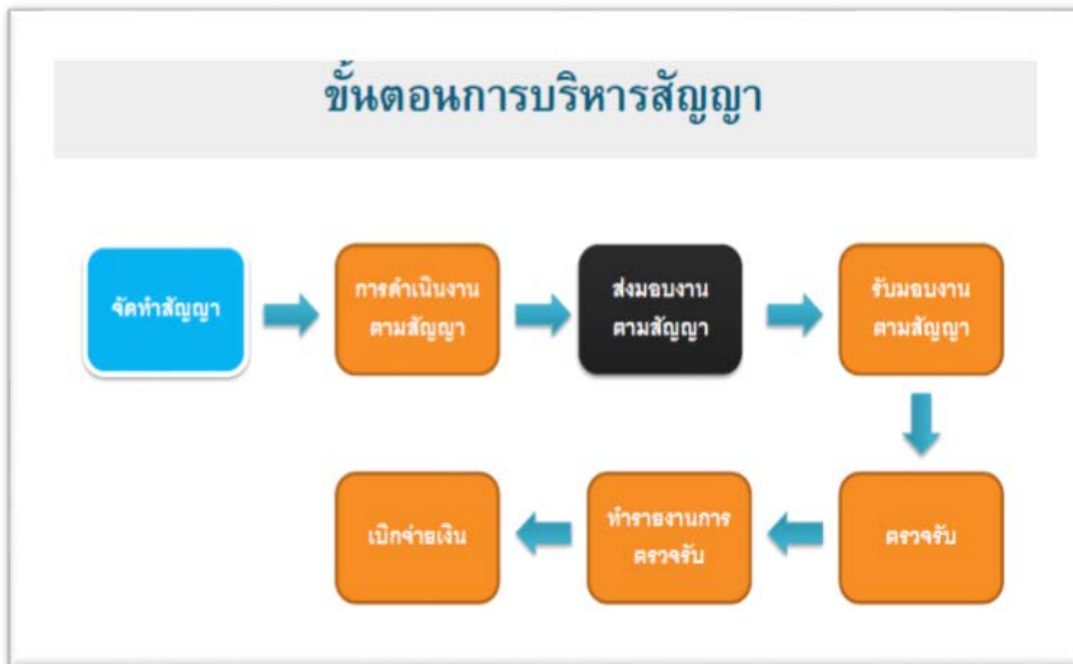 ขั้นตอนการบริหารสัญญา
จัดทำสัญญา
การดำเนินงาน
ตามสัญญา
ส่งมอบงาน
ตามสัญญา
รับมอบงาน
ตามสัญญา
ตรวจรับ
ทำรายงานการ
ตรวจรับ
เบิกจ่ายเงิน